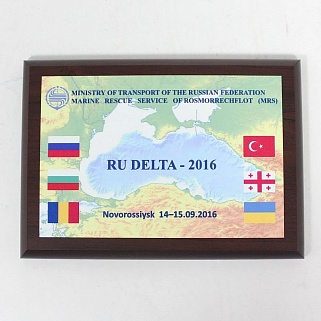 MINISTRY OF TRANSPORT OF THE RUSSIAN FEDERATION
MARINE RESCUE SERVICE OF ROSMORRECHFLOT (MRS)
RU DELTA - 2016
Novorossiysk 14–15.09.2016